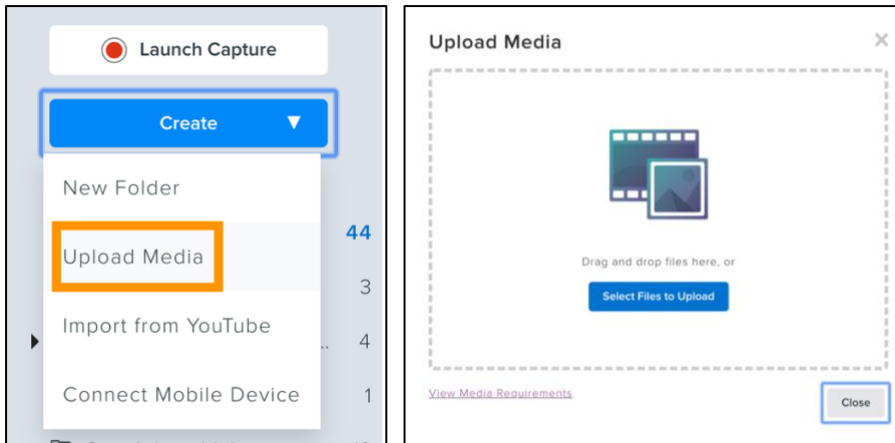 Launch Capture
Create
New Folder
44
Upload Media
3
Import from YouTube
.. 4
Connect Mobile Device 1
Upload Media
Drag and drop files here, or
Select Files to Upload
View Media Requirements
Close